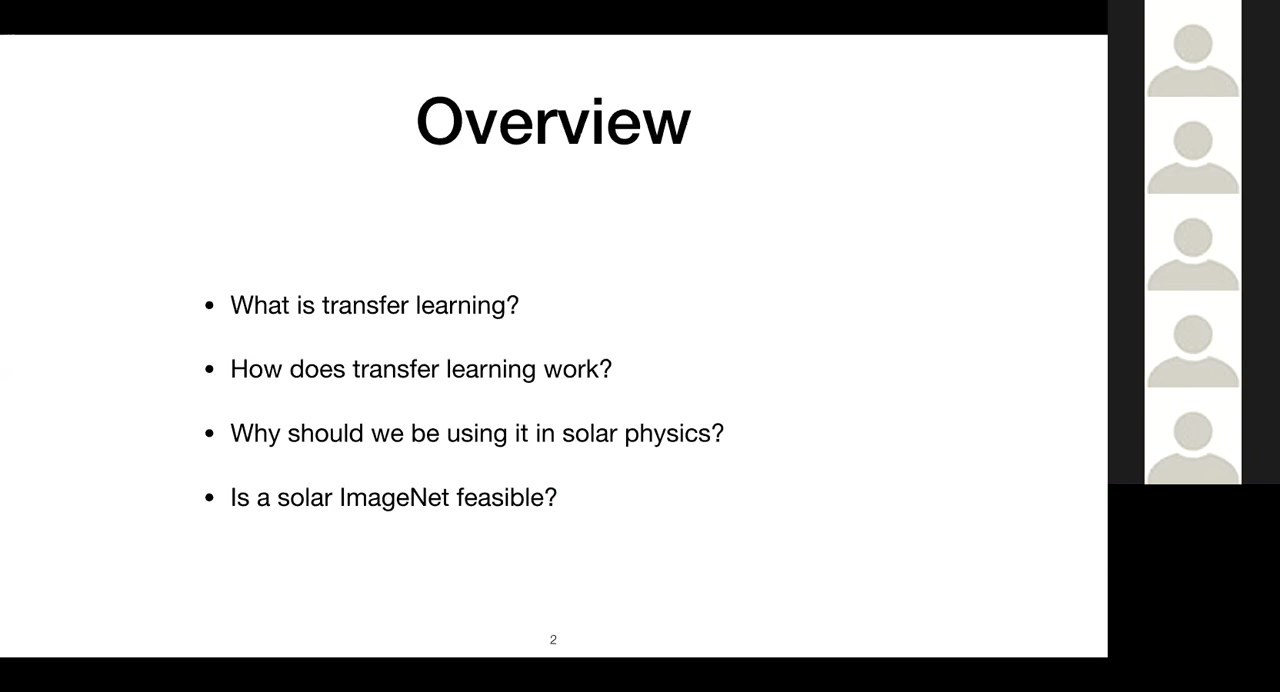 Overview
• What is transfer learning?
• How does transfer learning work?
• Why should we be using it in solar physics?
• Is a solar ImageNet feasible?
2